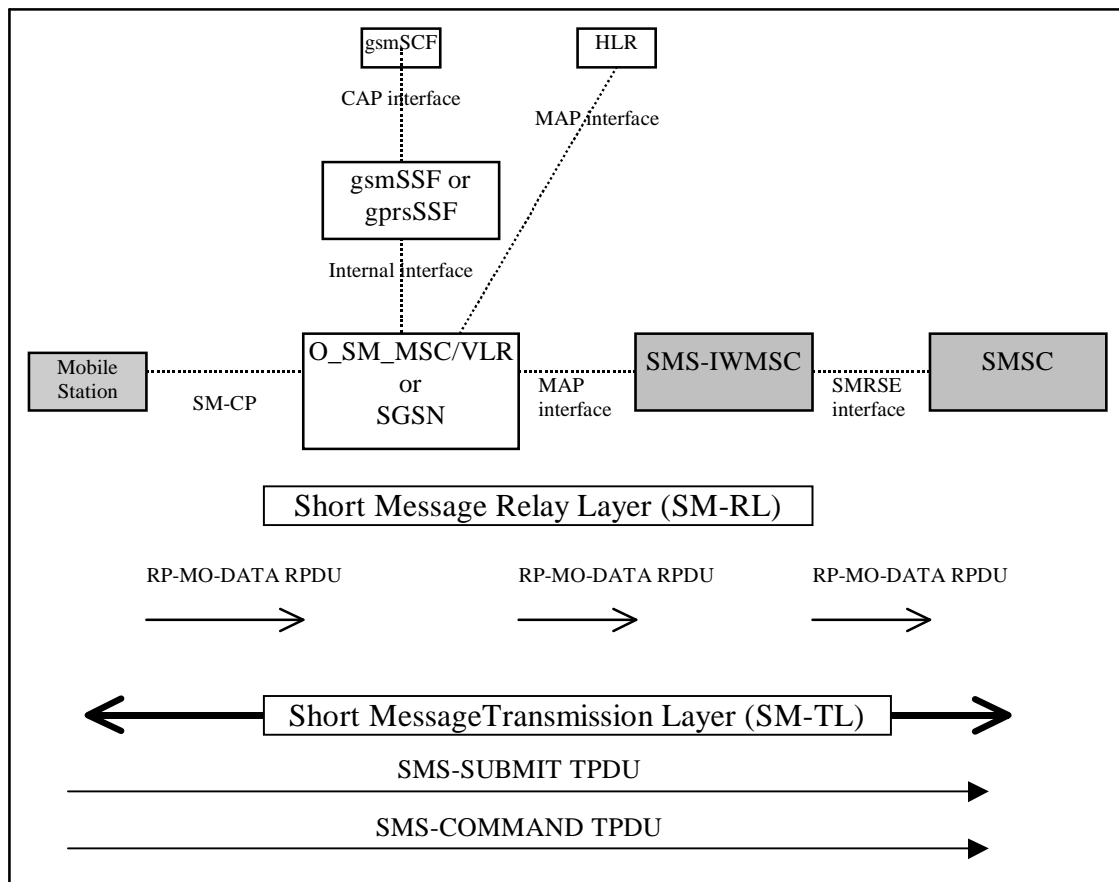 gsmSCF
HLR
CAP interface
MAP interface
gsmSSF or
gprsSSF
Internal interface
Mobile
Station
SM-CP
O_SM_MSC/VLR
or
SGSN
MAP
interface
SMS-IWMSC
SMRSE
interface
SMSC
Short Message Relay Layer (SM-RL)
RP-MO-DATA RPDU
RP-MO-DATA RPDU
RP-MO-DATA RPDU
Short MessageTransmission Layer (SM-TL)
SMS-SUBMIT TPDU
SMS-COMMAND TPDU